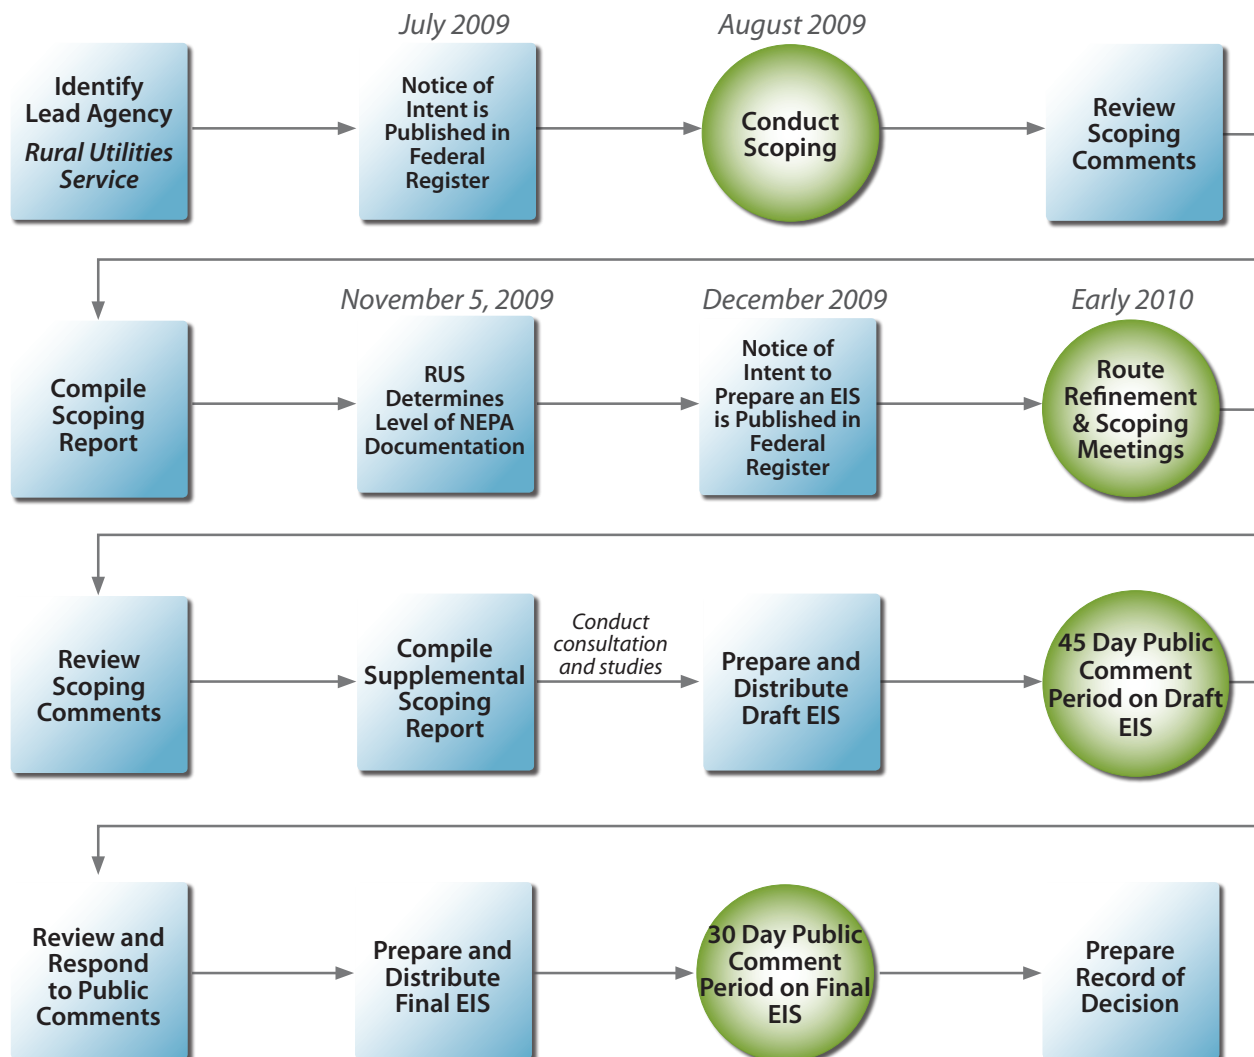 July 2009
August 2009
Identify
Lead Agency
Rural Utilities
Service
Notice of
Intent is
Published in
Federal
Register
Conduct
Scoping
Review
Scoping
Comments
November 5, 2009
December 2009
Early 2010
Compile
Scoping
Report
RUS
Determines
Level of NEPA
Documentation
Notice of
Intent to
Prepare an EIS
is Published in
Federal
Register
Route
Refinement
& Scoping
Meetings
Review
Scoping
Comments
Compile
Supplemental
Scoping
Report
Conduct
consultation
and studies
Prepare and
Distribute
Draft EIS
45 Day Public
Comment
Period on Draft
EIS
Review and
Respond
to Public
Comments
Prepare and
Distribute
Final EIS
30 Day Public
Comment
Period on Final
EIS
Prepare
Record of
Decision